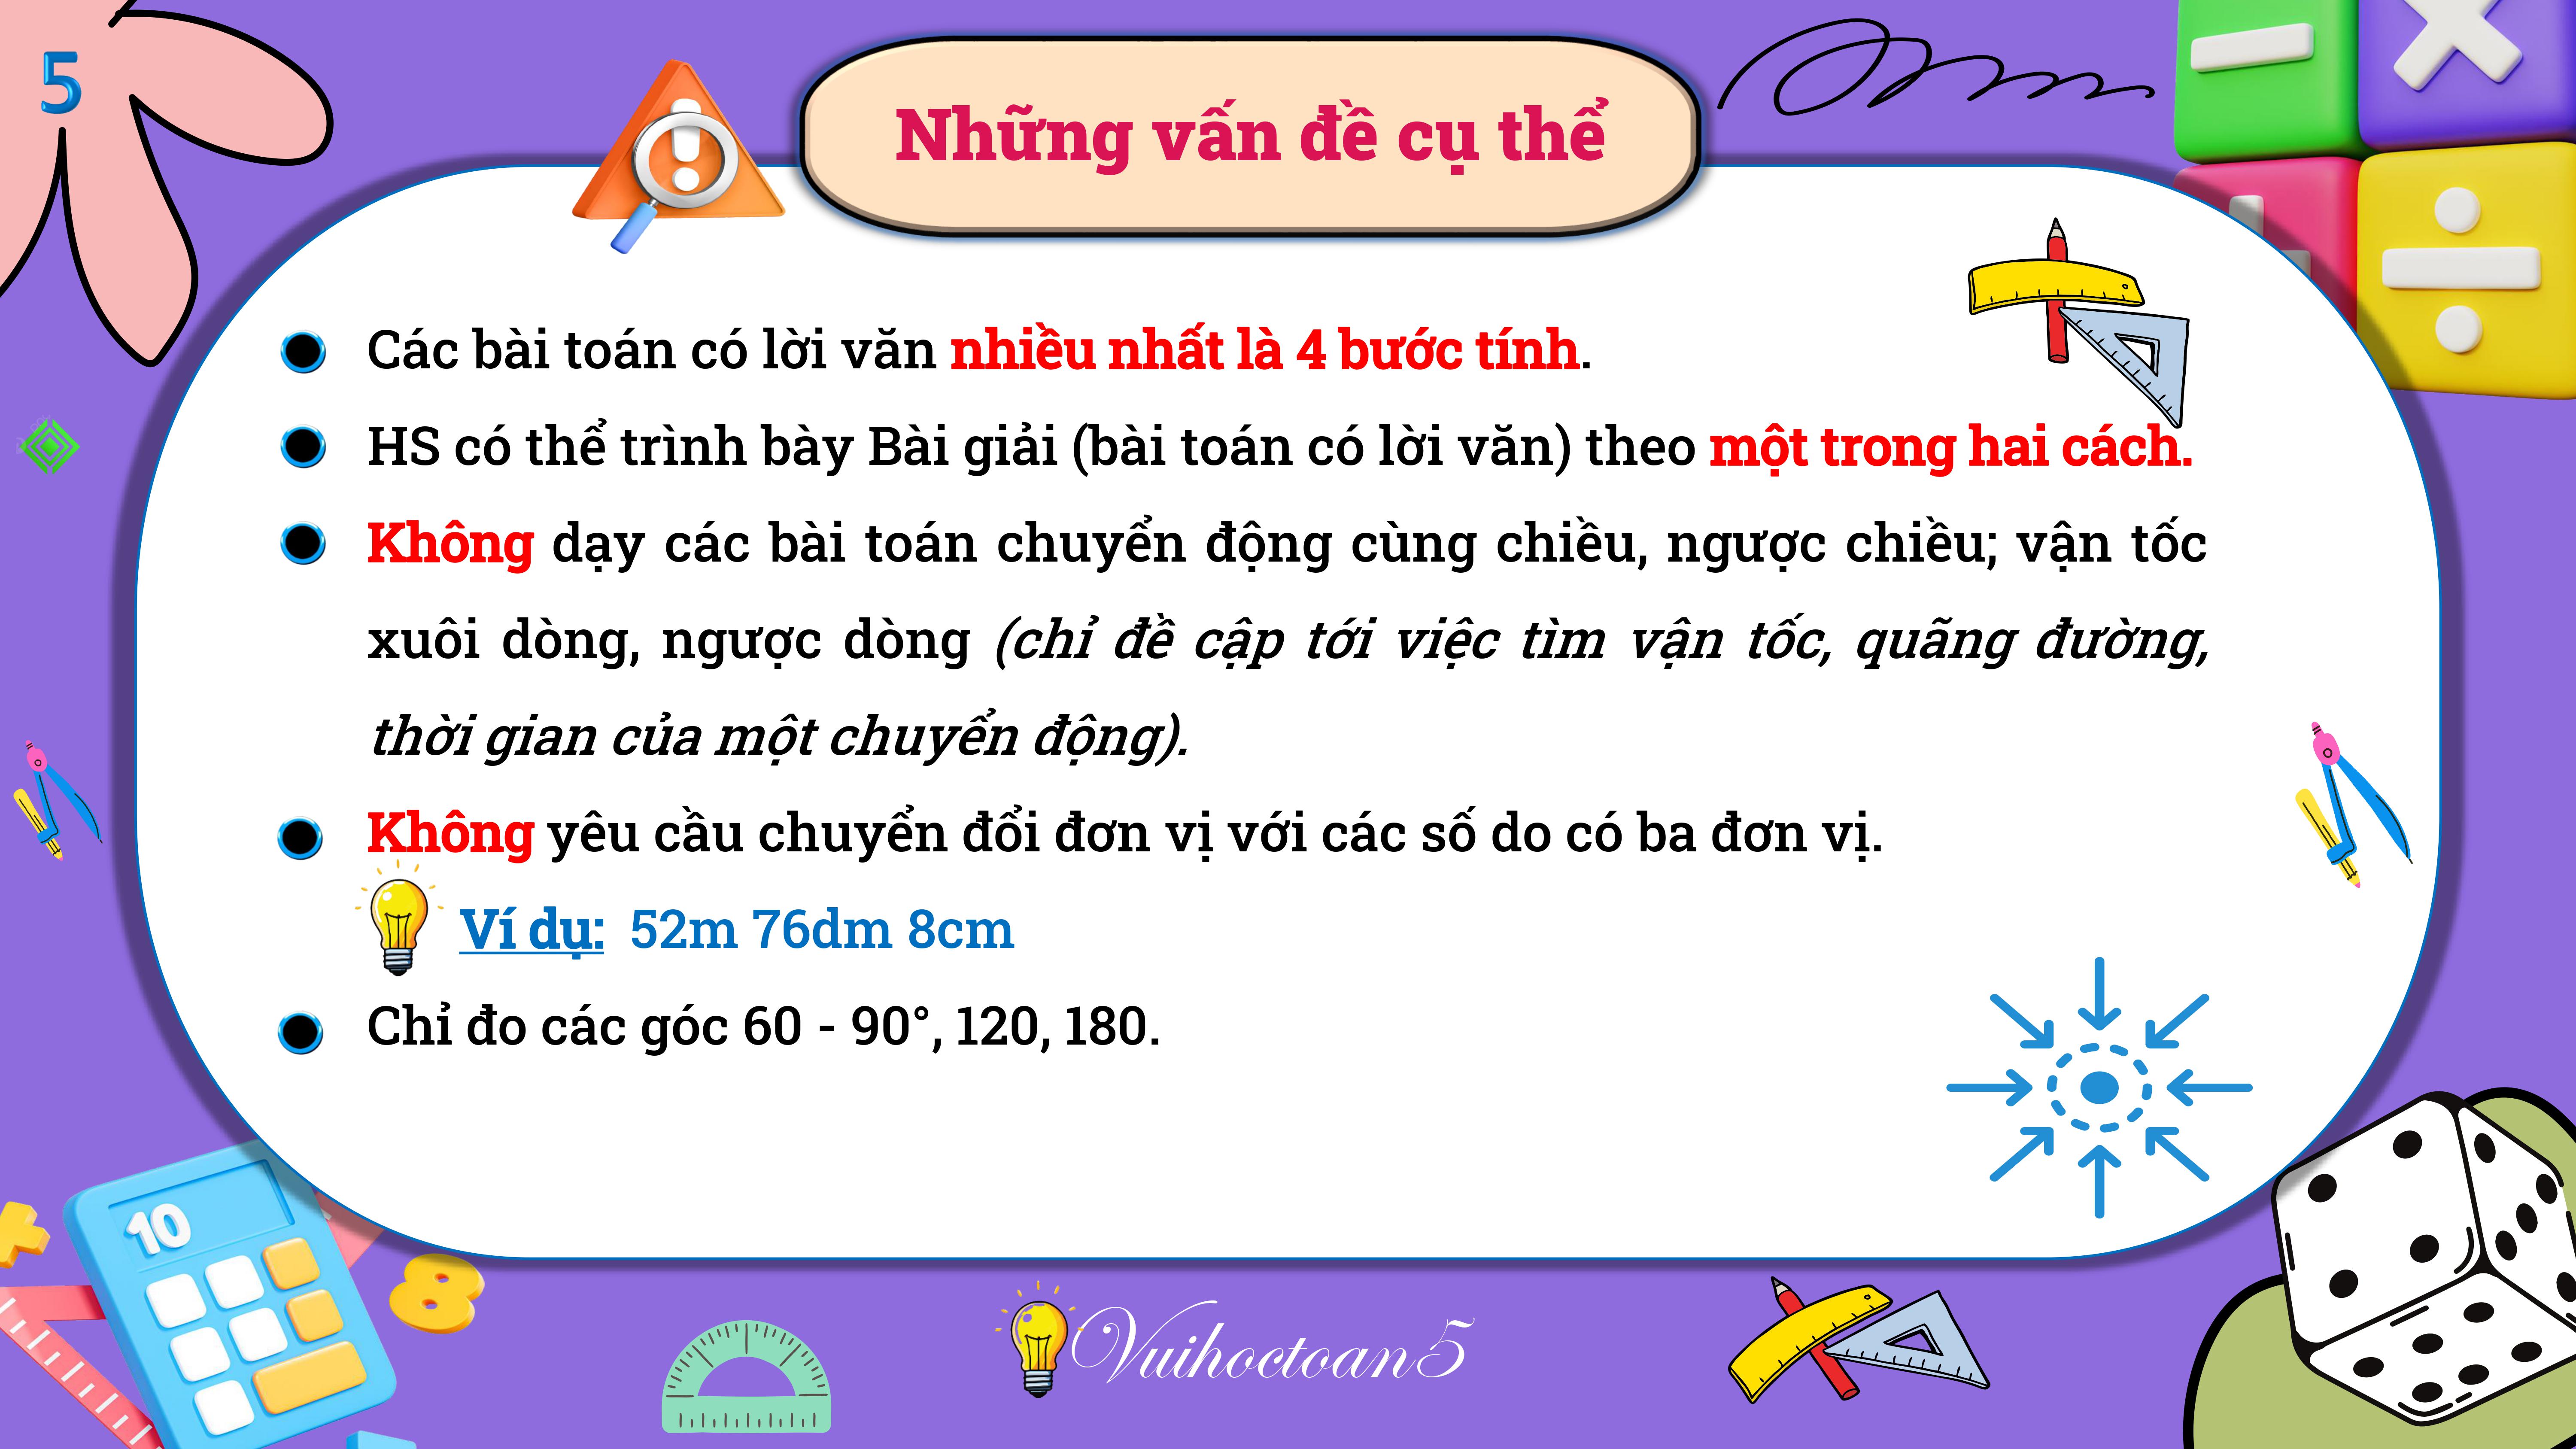 5
Những vấn đề cụ thể
Các bài toán có lời văn nhiều nhất là 4 bước tính.
HS có thể trình bày Bài giải (bài toán có lời văn) theo một trong hai cách.
Không dạy các bài toán chuyển động cùng chiều, ngược chiều; vận tốc
xuôi dòng, ngược dòng (chỉ đề cập tới việc tìm vận tốc, quãng đường,
thời gian của một chuyển động).
Không yêu cầu chuyển đổi đơn vị với các số do có ba đơn vị.
Ví dụ: 52m 76dm 8cm
Chỉ đo các góc 60 - 90°, 120, 180.
10
8
Vuihoctoan5